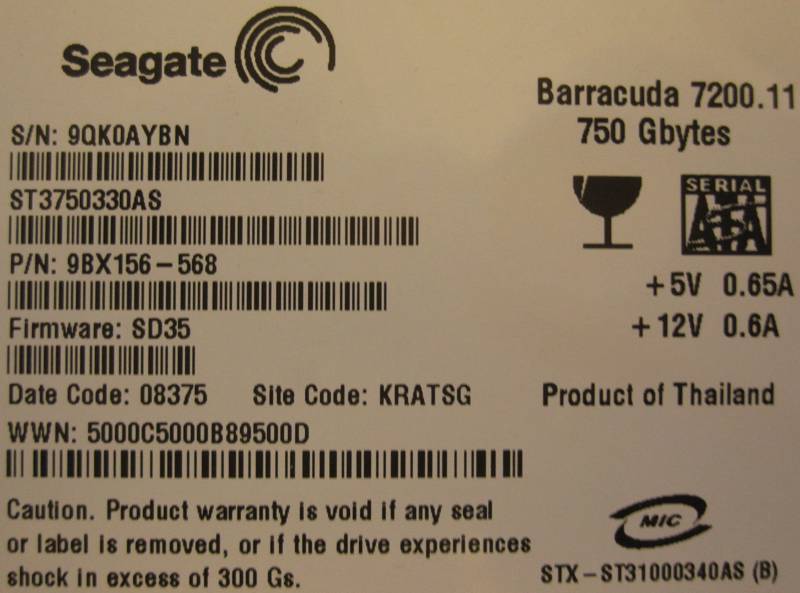 Seagate
Barracuda 7200.11
750 Gbytes
S/N: 9QK0AYBN
ST3750330AS
SERIAL
ATA
P/N: 9BX156-568
+5V 0.65A
+12V 0.6A
Firmware: SD35
Date Code: 08375 Site Code: KRATSG
Product of Thailand
WWN: 5000C5000B89500D
Caution. Product warranty is void if any seal
or label is removed, or if the drive experiences
shock in excess of 300 Gs.
MIC
STX-ST31000340AS (B)